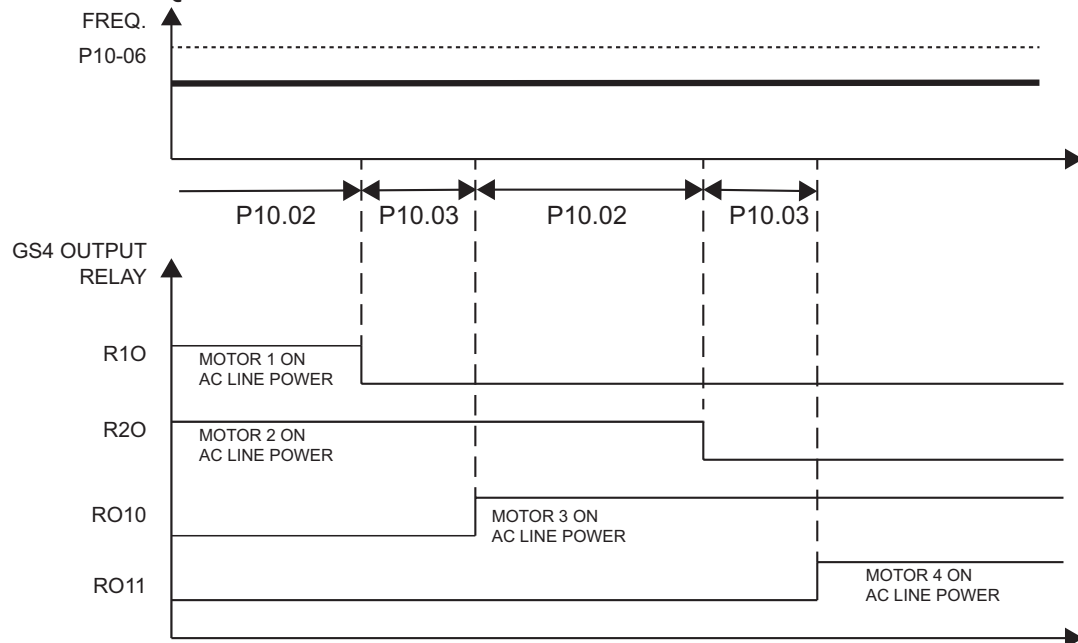 FREQ.
P10-06
P10.02 P10.03 P10.02 P10.03
GS4 OUTPUT
RELAY
R1O
MOTOR 1 ON
AC LINE POWER
R2O
MOTOR 2 ON
AC LINE POWER
RO10
MOTOR 3 ON
AC LINE POWER
RO11
MOTOR 4 ON
AC LINE POWER